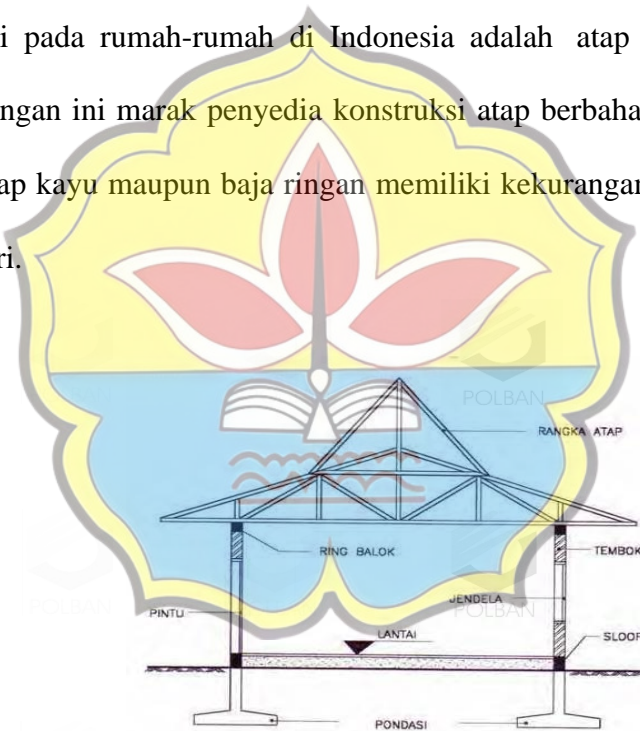 i pada rumah-rumah di Indonesia adalah atap
ngan ini marak penyedia konstruksi atap berbaha
ap kayu maupun baja ringan memiliki kekurangan
ri.
POLBAN
RANGKA ATAP
RING BALOK
TEMBOK
JENDELA
POLBAN
POLBAN
PINTU
LANTAI
SLOOF
PONDASI